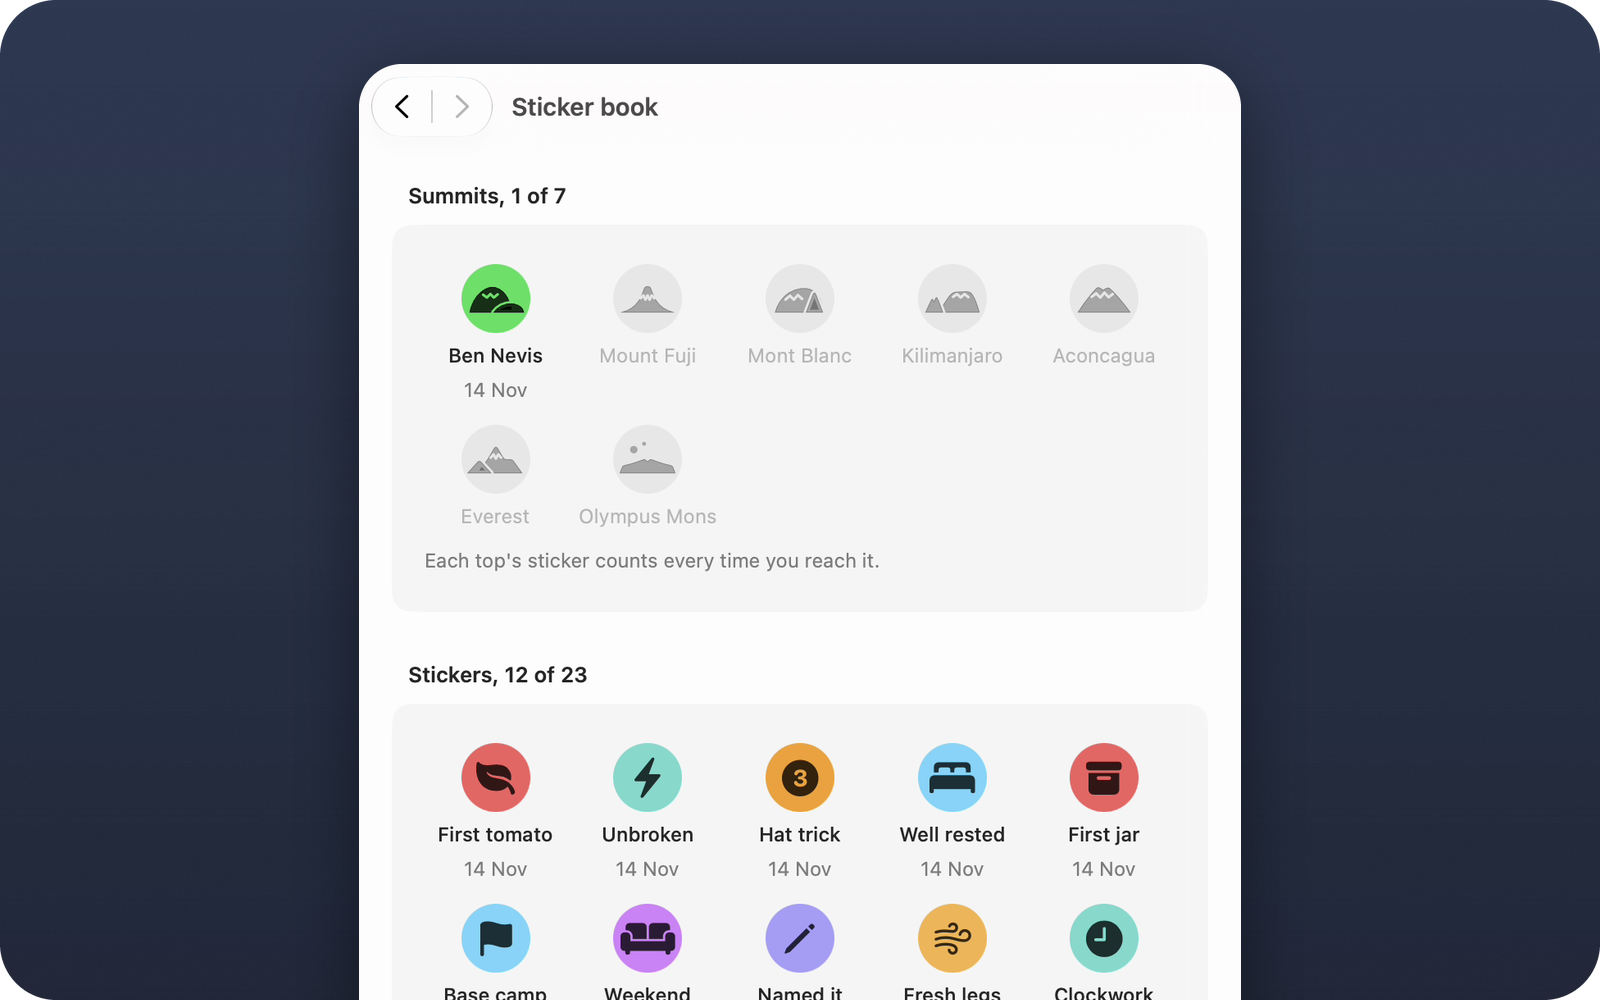 Sticker book
Summits, 1 of 7
Ben Nevis
14 Nov
Mount Fuji
Mont Blanc
Kilimanjaro
Aconcagua
Everest
Olympus Mons
Each top's sticker counts every time you reach it.
Stickers, 12 of 23
3
First tomato
14 Nov
Unbroken
14 Nov
Hat trick
14 Nov
Well rested
14 Nov
First jar
14 Nov
Base camp
Weekend
Named it
Fresh legs
Clockwork